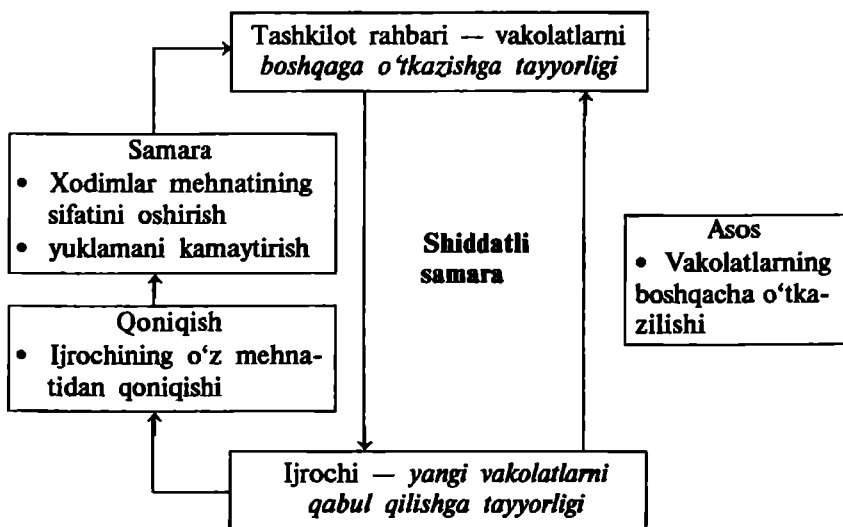 Tashkilot rahbari — vakolatlarni
boshqaga o‘tkazishga tayyorligi
Samara
• Xodimlar mehnatining
sifatini oshirish
• yuklamani kamaytirish
Shiddatli
samara
Asos
• Vakolatlarning
boshqacha o‘tka-
zilishi
Qoniqish
• Ijrochining o‘z mehna-
tidan qoniqishi
Ijrochi — yangi vakolatlarni
qabul qilishga tayyorligi